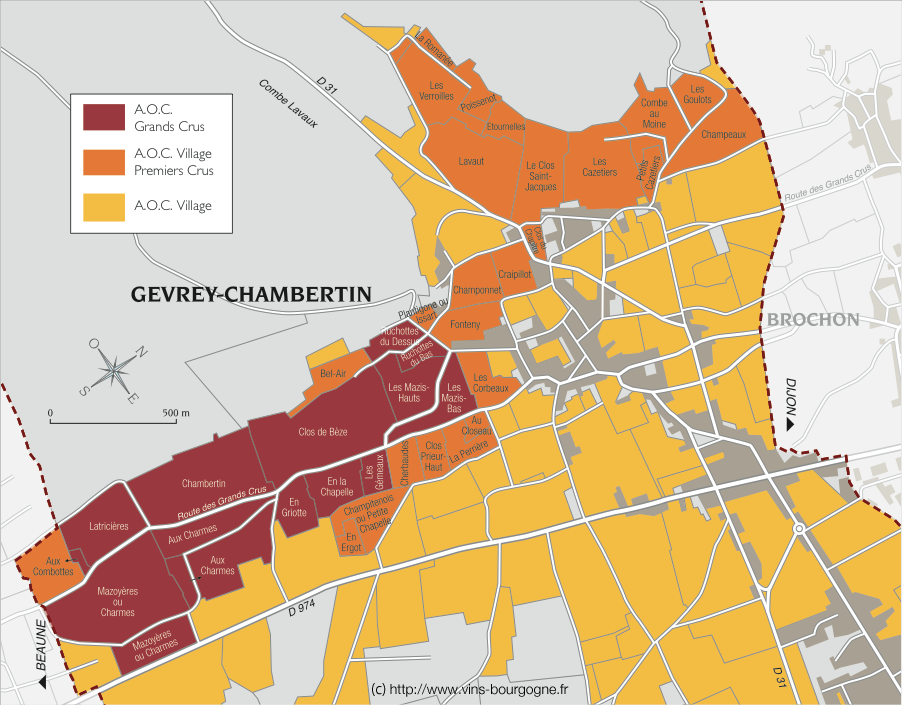 A.O.C.
Grands Crus
A.O.C. Village
Premiers Crus
A.O.C. Village
D 31
Combe Lavaux
La Romanée
Les
Verroilles
Poissenot
Etournelles
Lavaut
Le Clos
Saint-
Jacques
Les
Cazetiers
Petits
Cazetiers
Combe
au
Moine
Les
Goulots
Champeaux
Route des Grands Crus
Clos du
Chapitre
Craipillot
Champonnet
Plantigone ou
Issart
Fonteny
GEVREY-CHAMBERTIN
BROCHON
DIJON
N
O
E
S
0
500 m
Ruchottes
du Dessus
Ruchottes
du Bas
Bel-Air
Les Mazis-
Hauts
Les
Mazis-
Bas
Les
Corbeaux
Au
Closeau
Clos
Prieur-
Haut
La Perrière
Cherbaudes
Clos de Bèze
Les
Gémeaux
En la
Chapelle
En
Griotte
Champitenois
ou Petite
Chapelle
En
Ergot
Chambertin
Route des Grands Crus
Latricières
Aux Charmes
Aux
Charmes
Aux
Combottes
Mazoyères
ou
Charmes
Mazoyères
ou Charmes
D 974
BEAUNE
D 31
(c) http://www.vins-bourgogne.fr